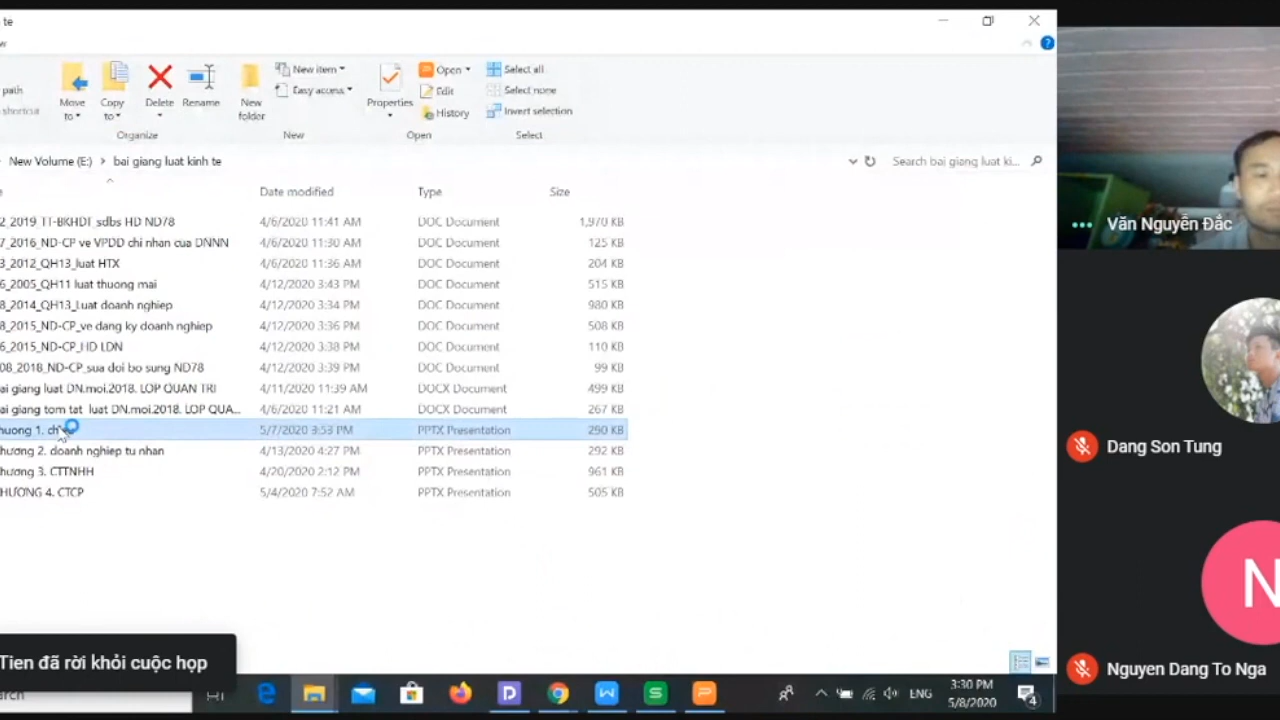 te
path
shortcut
Move to
Copy to
Delete
Rename
New folder
New item
Easy access
Properties
Open
Edit
History
Select all
Select none
Invert selection
Organize
New
Open
Select
New Volume (E:) > bai giang luat kinh te
Search bai giang luat ki...
Date modified Type Size
2_2019_TT-BKHDT_sdbs HD ND78 4/6/2020 11:41 AM DOC Document 1,970 KB
7_2016_ND-CP ve VPDD chi nhan cua DNNN 4/6/2020 11:30 AM DOC Document 125 KB
3_2012_QH13_luat HTX 4/6/2020 11:36 AM DOC Document 204 KB
6_2005_QH11 luat thuong mai 4/12/2020 3:43 PM DOC Document 515 KB
8_2014_QH13_Luat doanh nghiep 4/12/2020 3:34 PM DOC Document 980 KB
8_2015_ND-CP_ve dang ky doanh nghiep 4/12/2020 3:36 PM DOC Document 508 KB
6_2015_ND-CP_HD LDN 4/12/2020 3:38 PM DOC Document 110 KB
08_2018_ND-CP_sua doi bo sung ND78 4/12/2020 3:39 PM DOC Document 99 KB
ai giang luat DN.moi.2018. LOP QUAN TRI 4/11/2020 11:39 AM DOCX Document 499 KB
ai giang tom tat luat DN.moi.2018. LOP QUA... 4/6/2020 11:21 AM DOCX Document 267 KB
huong 1. 5/7/2020 3:53 PM PPTX Presentation 290 KB
hương 2. doanh nghiep tu nhan 4/13/2020 4:27 PM PPTX Presentation 292 KB
hương 3. CTTNHH 4/20/2020 2:12 PM PPTX Presentation 961 KB
HƯƠNG 4. CTCP 5/4/2020 7:52 AM PPTX Presentation 505 KB
Tien đã rời khỏi cuộc họp
ENG
3:30 PM
5/8/2020
4
Văn Nguyễn Đắc
Dang Son Tung
N
Nguyen Dang To Nga